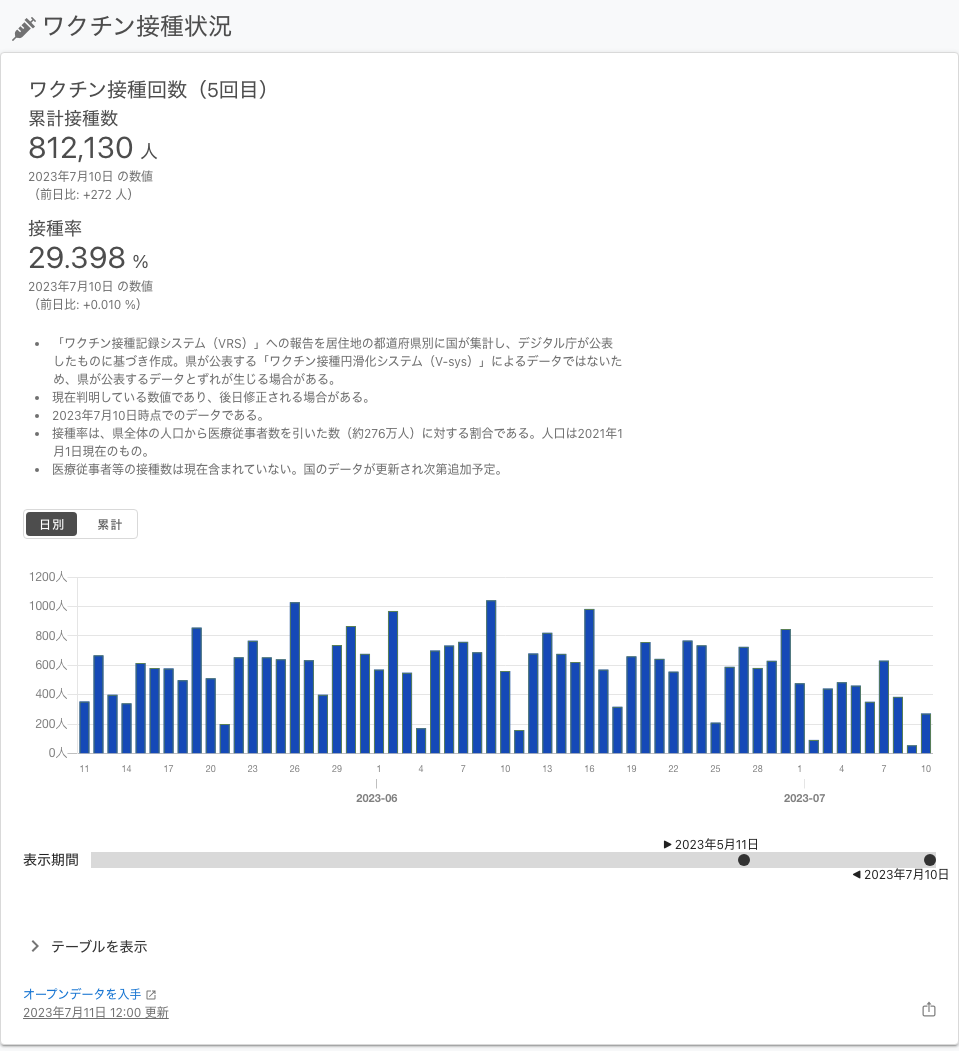 ワクチン接種状況
ワクチン接種回数（5回目）
累計接種数
812,130 人
2023年7月10日 の数値
（前日比: +272 人）
接種率
29.398 %
2023年7月10日 の数値
（前日比: +0.010 %）
• 「ワクチン接種記録システム（VRS）」への報告を居住地の都道府県別に国が集計し、デジタル庁が公表
したものに基づき作成。県が公表する「ワクチン接種円滑化システム（V-sys）」によるデータではないた
め、県が公表するデータとずれが生じる場合がある。
• 現在判明している数値であり、後日修正される場合がある。
• 2023年7月10日時点でのデータである。
• 接種率は、県全体の人口から医療従事者数を引いた数（約276万人）に対する割合である。人口は2021年1
月1日現在のもの。
• 医療従事者等の接種数は現在含まれていない。国のデータが更新され次第追加予定。
日別 累計
1200人
1000人
800人
600人
400人
200人
0人
11 14 17 20 23 26 29 1 4 7 10 13 16 19 22 25 28 1 4 7 10
2023-06 2023-07
▶ 2023年5月11日
表示期間
◀ 2023年7月10日
テーブルを表示
オープンデータを入手
2023年7月11日 12:00 更新